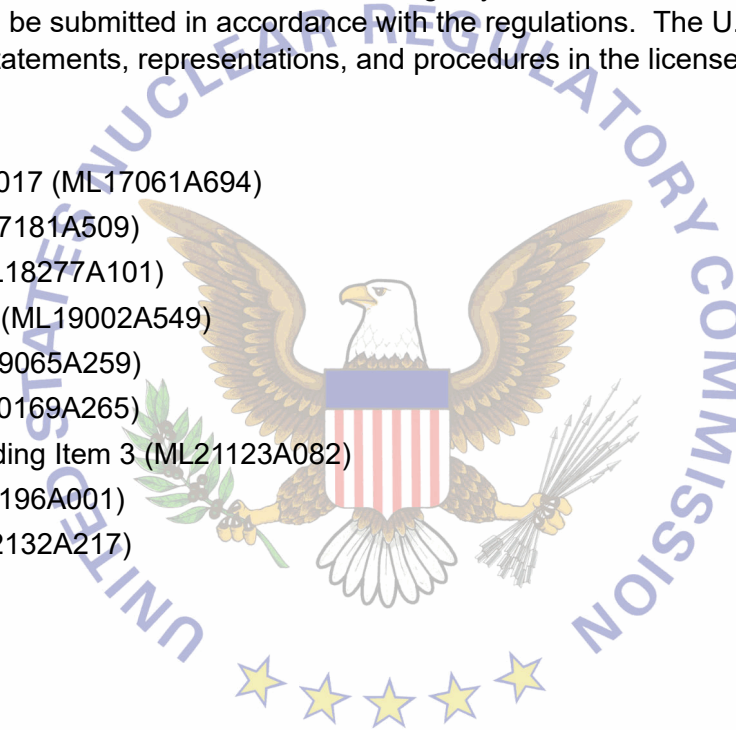 be submitted in accordance with the regulations. The U.
tatements, representations, and procedures in the license
017 (ML17061A694)
7181A509)
L18277A101)
(ML19002A549)
9065A259)
0169A265)
ding Item 3 (ML21123A082)
196A001)
2132A217)
UNITED STATES NUCLEAR REGULATORY COMMISSION